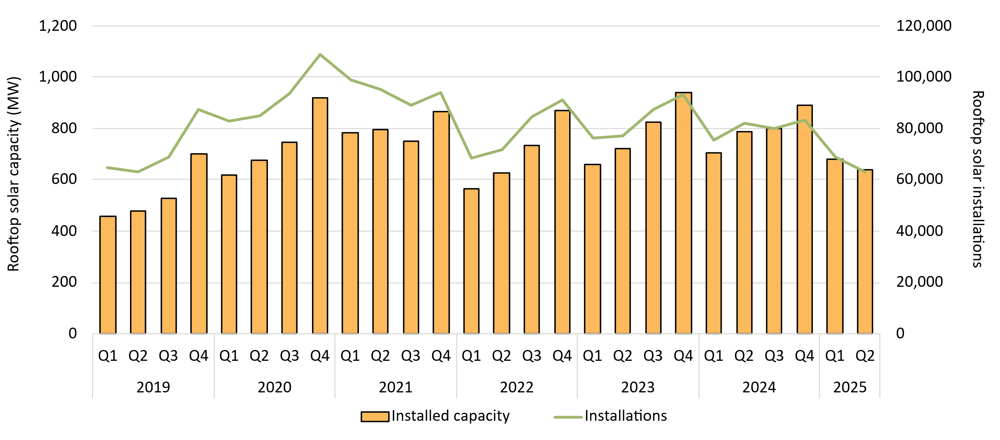 1,200
1,000
800
600
400
200
0
Rooftop solar capacity (MW)
120,000
100,000
80,000
60,000
40,000
20,000
0
Rooftop solar installations
Q1 Q2 Q3 Q4 Q1 Q2 Q3 Q4 Q1 Q2 Q3 Q4 Q1 Q2 Q3 Q4 Q1 Q2 Q3 Q4 Q1 Q2 Q3 Q4 Q1 Q2
2019 2020 2021 2022 2023 2024 2025
Installed capacity Installations